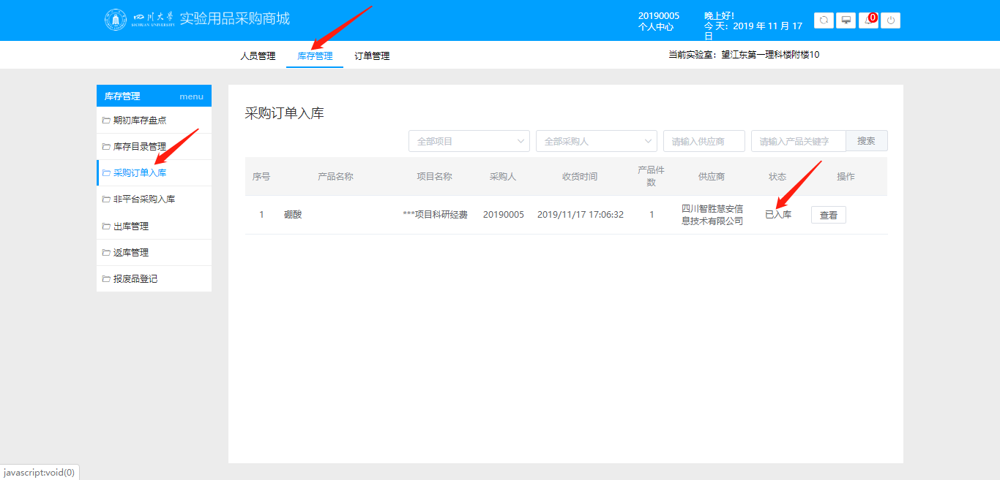 四川大学
SICHUAN UNIVERSITY
实验用品采购商城
20190005
个人中心
晚上好!
今 天：2019 年 11 月 17
日
0
人员管理
库存管理
订单管理
当前实验室：望江东第一理科楼附楼10
库存管理 menu
期初库存盘点
库存目录管理
采购订单入库
非平台采购入库
出库管理
返库管理
报废品登记
采购订单入库
全部项目
全部采购人
请输入供应商
请输入产品关键字
搜索
序号 产品名称 项目名称 采购人 收货时间 产品件数 供应商 状态 操作
1 硼酸 ***项目科研经费 20190005 2019/11/17 17:06:32 1 四川智胜慧安信息技术有限公司 已入库 查看
javascript:void(0)